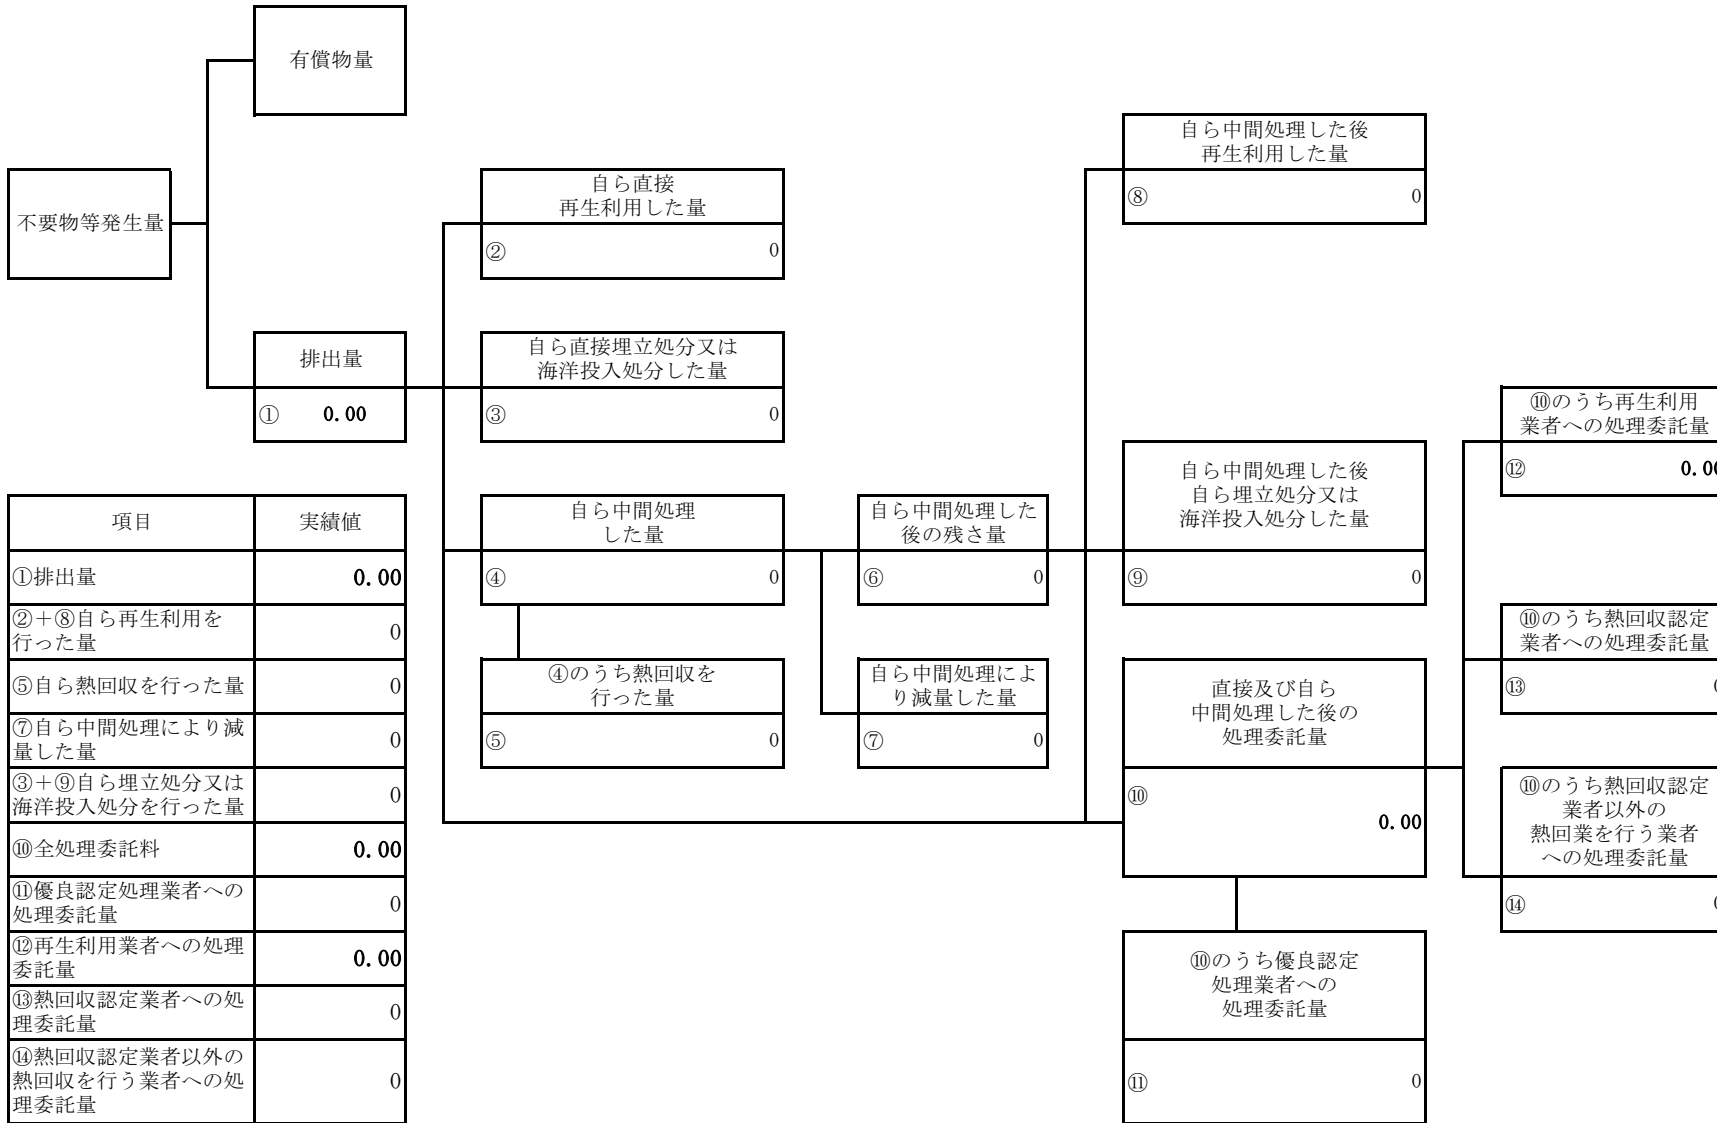 有償物量
不要物等発生量
排出量
① 0.00
自ら直接
再生利用した量
② 0
自ら直接埋立処分又は
海洋投入処分した量
③ 0
自ら中間処理
した量
④ 0
④のうち熱回収を
行った量
⑤ 0
自ら中間処理した
後の残さ量
⑥ 0
自ら中間処理によ
り減量した量
⑦ 0
自ら中間処理した後
再生利用した量
⑧ 0
自ら中間処理した後
自ら埋立処分又は
海洋投入処分した量
⑨ 0
直接及び自ら
中間処理した後の
処理委託量
⑩
0.00
⑩のうち優良認定
処理業者への
処理委託量
⑪ 0
⑩のうち再生利用
業者への処理委託量
⑫ 0.00
⑩のうち熱回収認定
業者への処理委託量
⑬ 0
⑩のうち熱回収認定
業者以外の
熱回業を行う業者
への処理委託量
⑭ 0
項目 実績値
①排出量 0.00
②＋⑧自ら再生利用を
行った量 0
⑤自ら熱回収を行った量 0
⑦自ら中間処理により減
量した量 0
③＋⑨自ら埋立処分又は
海洋投入処分を行った量 0
⑩全処理委託料 0.00
⑪優良認定処理業者への
処理委託量 0
⑫再生利用業者への処理
委託量 0.00
⑬熱回収認定業者への処
理委託量 0
⑭熱回収認定業者以外の
熱回収を行う業者への処
理委託量 0